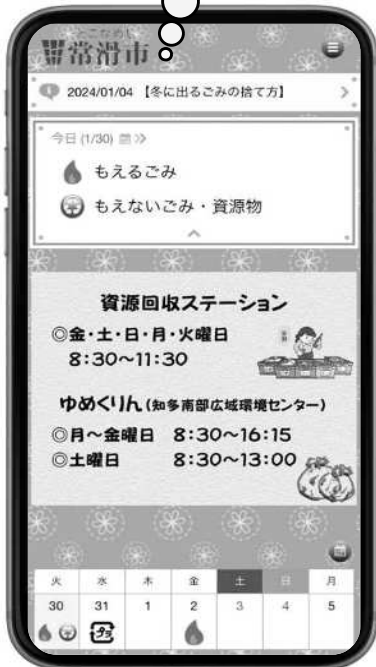 とこなめし
常滑市
2024/01/04 【冬に出るごみの捨て方】
今日 (1/30)
もえるごみ
もえないごみ・資源物
資源回収ステーション
◎金・土・日・月・火曜日
8:30～11:30
ゆめくりん (知多南部広域環境センター)
◎月～金曜日 8:30～16:15
◎土曜日 8:30～13:00
火 水 木 金 土 日 月
30 31 1 2 3 4 5
プラ